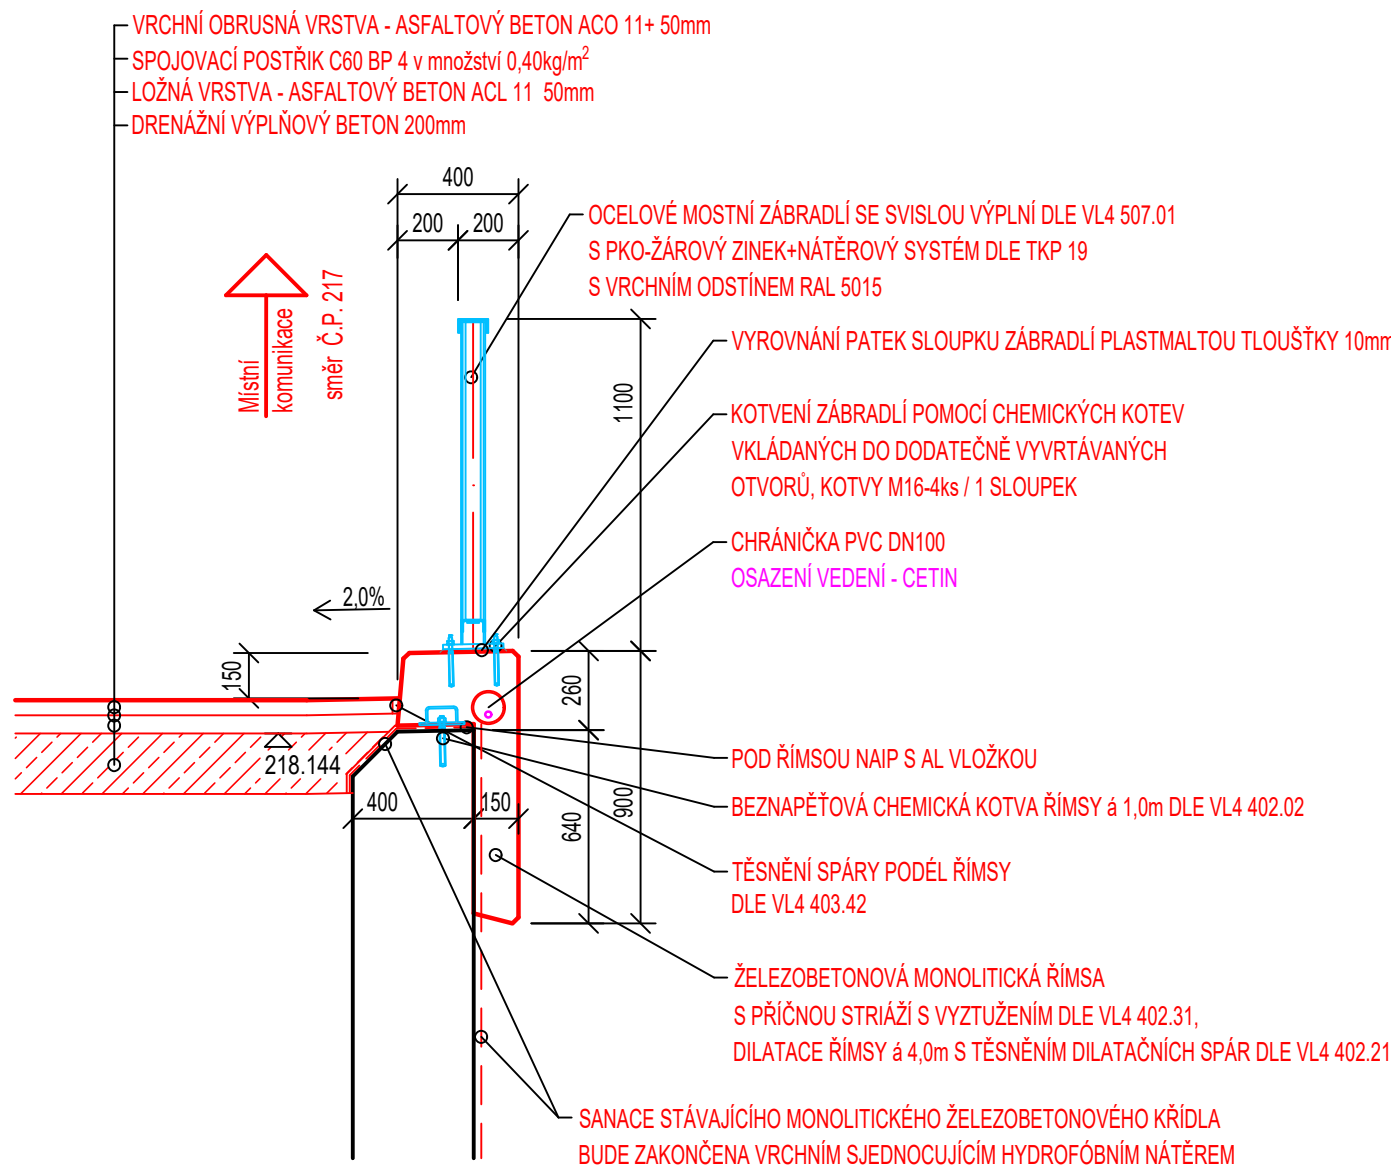 VRCHNÍ OBRUSNÁ VRSTVA - ASFALTOVÝ BETON ACO 11+ 50mm
SPOJOVACÍ POSTŘIK C60 BP 4 v množství 0,40kg/m²
LOŽNÁ VRSTVA - ASFALTOVÝ BETON ACL 11  50mm
DRENÁŽNÍ VÝPLŇOVÝ BETON 200mm
400
200
200
OCELOVÉ MOSTNÍ ZÁBRADLÍ SE SVISLOU VÝPLNÍ DLE VL4 507.01
S PKO-ŽÁROVÝ ZINEK+NÁTĚROVÝ SYSTÉM DLE TKP 19
S VRCHNÍM ODSTÍNEM RAL 5015
Místní
komunikace
směr Č.P. 217
VYROVNÁNÍ PATEK SLOUPKU ZÁBRADLÍ PLASTMALTOU TLOUŠŤKY 10mm
1100
KOTVENÍ ZÁBRADLÍ POMOCÍ CHEMICKÝCH KOTEV
VKLÁDANÝCH DO DODATEČNĚ VYVRTÁVANÝCH
OTVORŮ, KOTVY M16-4ks / 1 SLOUPEK
CHRÁNIČKA PVC DN100
OSAZENÍ VEDENÍ - CETIN
2,0%
150
260
218.144
POD ŘÍMSOU NAIP S AL VLOŽKOU
400
150
640
900
BEZNAPĚŤOVÁ CHEMICKÁ KOTVA ŘÍMSY á 1,0m DLE VL4 402.02
TĚSNĚNÍ SPÁRY PODÉL ŘÍMSY
DLE VL4 403.42
ŽELEZOBETONOVÁ MONOLITICKÁ ŘÍMSA
S PŘÍČNOU STRIÁŽÍ S VYZTUŽENÍM DLE VL4 402.31,
DILATACE ŘÍMSY á 4,0m S TĚSNĚNÍM DILATAČNÍCH SPÁR DLE VL4 402.21
SANACE STÁVAJÍCÍHO MONOLITICKÉHO ŽELEZOBETONOVÉHO KŘÍDLA
BUDE ZAKONČENA VRCHNÍM SJEDNOCUJÍCÍM HYDROFÓBNÍM NÁTĚREM